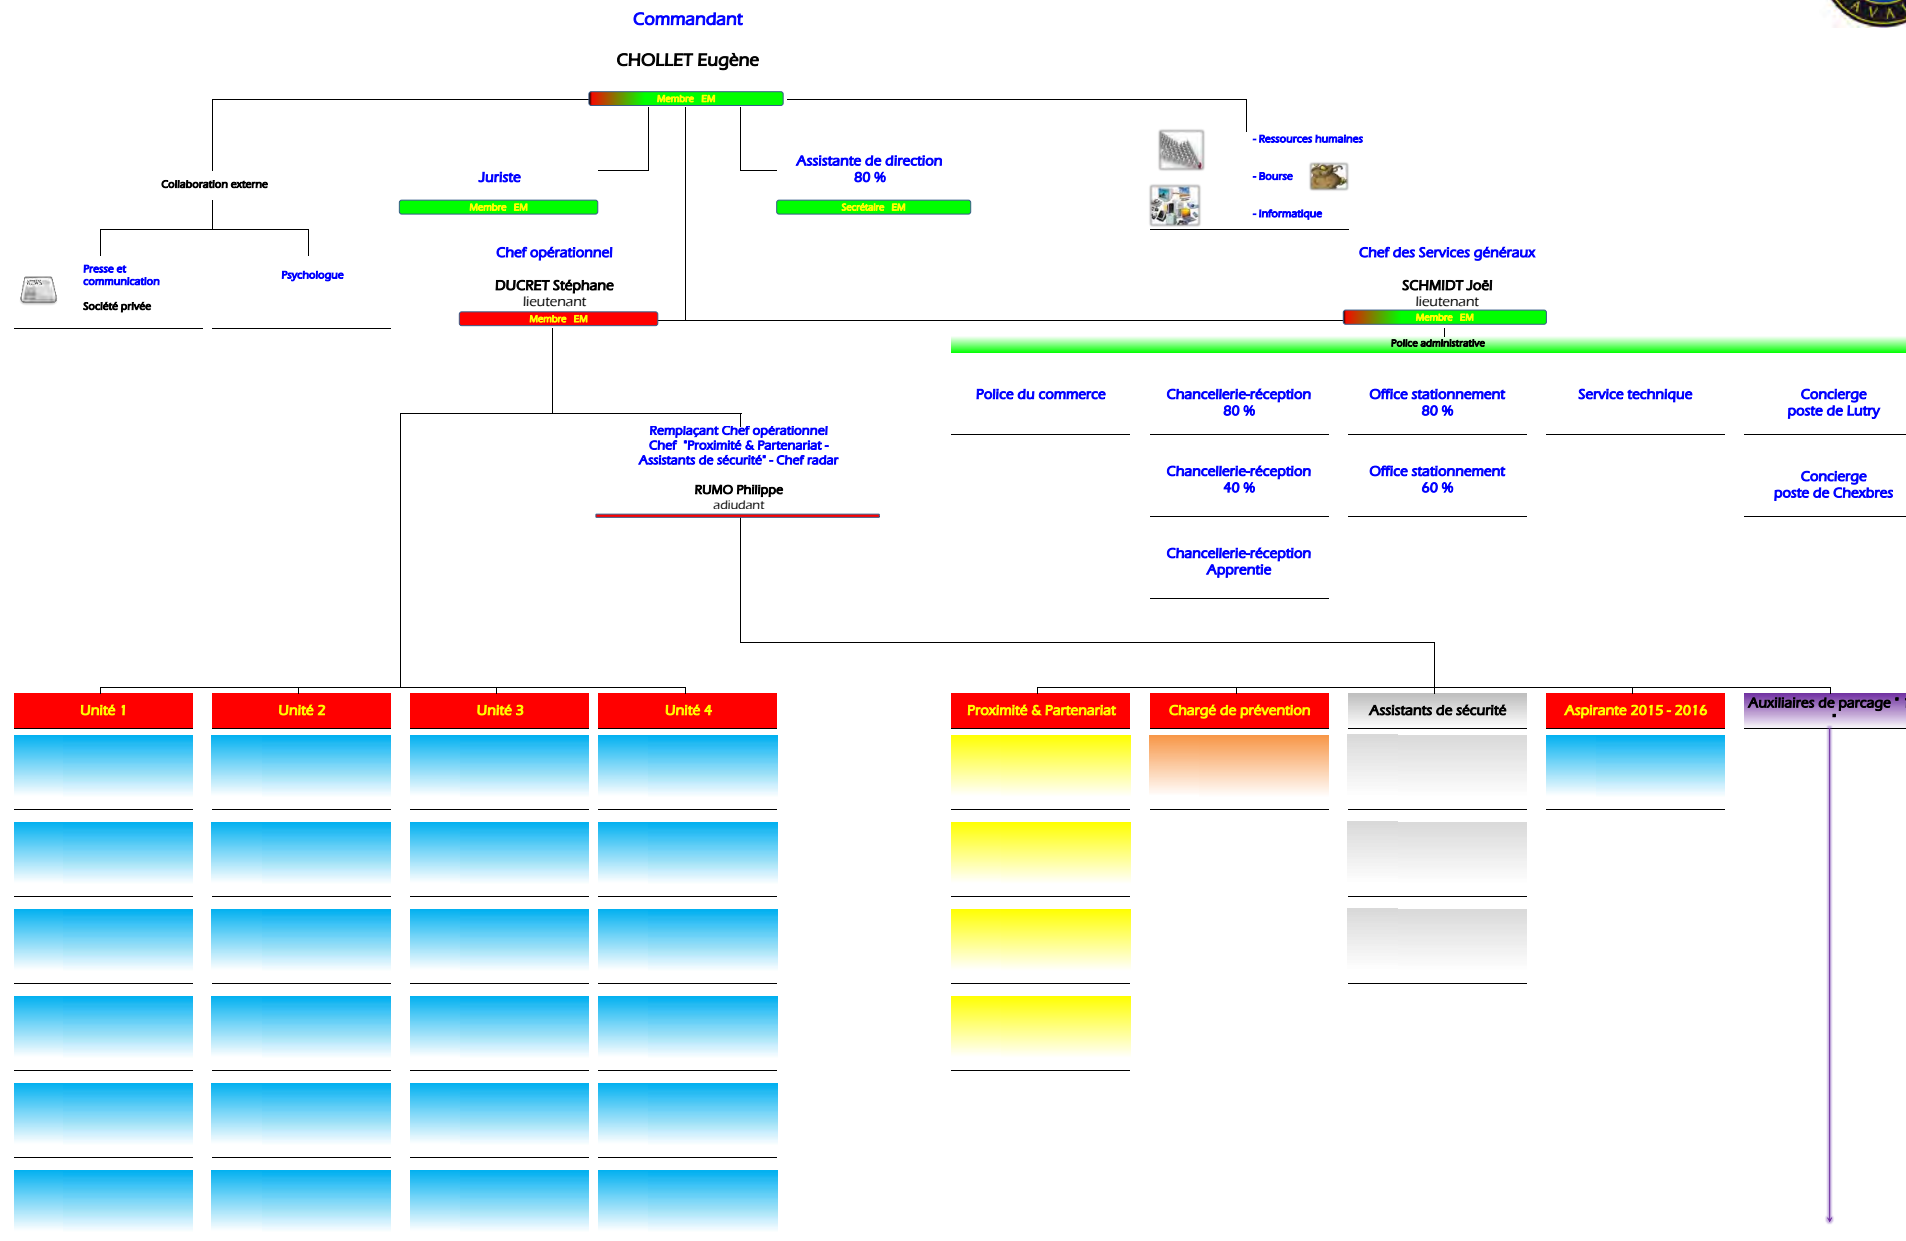 Commandant
CHOLLET Eugène
Membre EM
- Ressources humaines
- Bourse
- Informatique
Collaboration externe
Juriste
Membre EM
Assistante de direction
80 %
Secrétaire EM
Presse et
communication
Société privée
Psychologue
NEWS
Chef opérationnel
DUCRET Stéphane
lieutenant
Membre EM
Chef des Services généraux
SCHMIDT Joël
lieutenant
Membre EM
Police administrative
Police du commerce
Chancellerie-réception
80 %
Office stationnement
80 %
Service technique
Concierge
poste de Lutry
Chancellerie-réception
40 %
Office stationnement
60 %
Concierge
poste de Chexbres
Chancellerie-réception
Apprentie
Remplaçant Chef opérationnel
Chef "Proximité & Partenariat -
Assistants de sécurité" - Chef radar
RUMO Philippe
adjudant
Unité 1
Unité 2
Unité 3
Unité 4
Proximité & Partenariat
Chargé de prévention
Assistants de sécurité
Aspirante 2015 - 2016
Auxiliaires de parcage " "
"